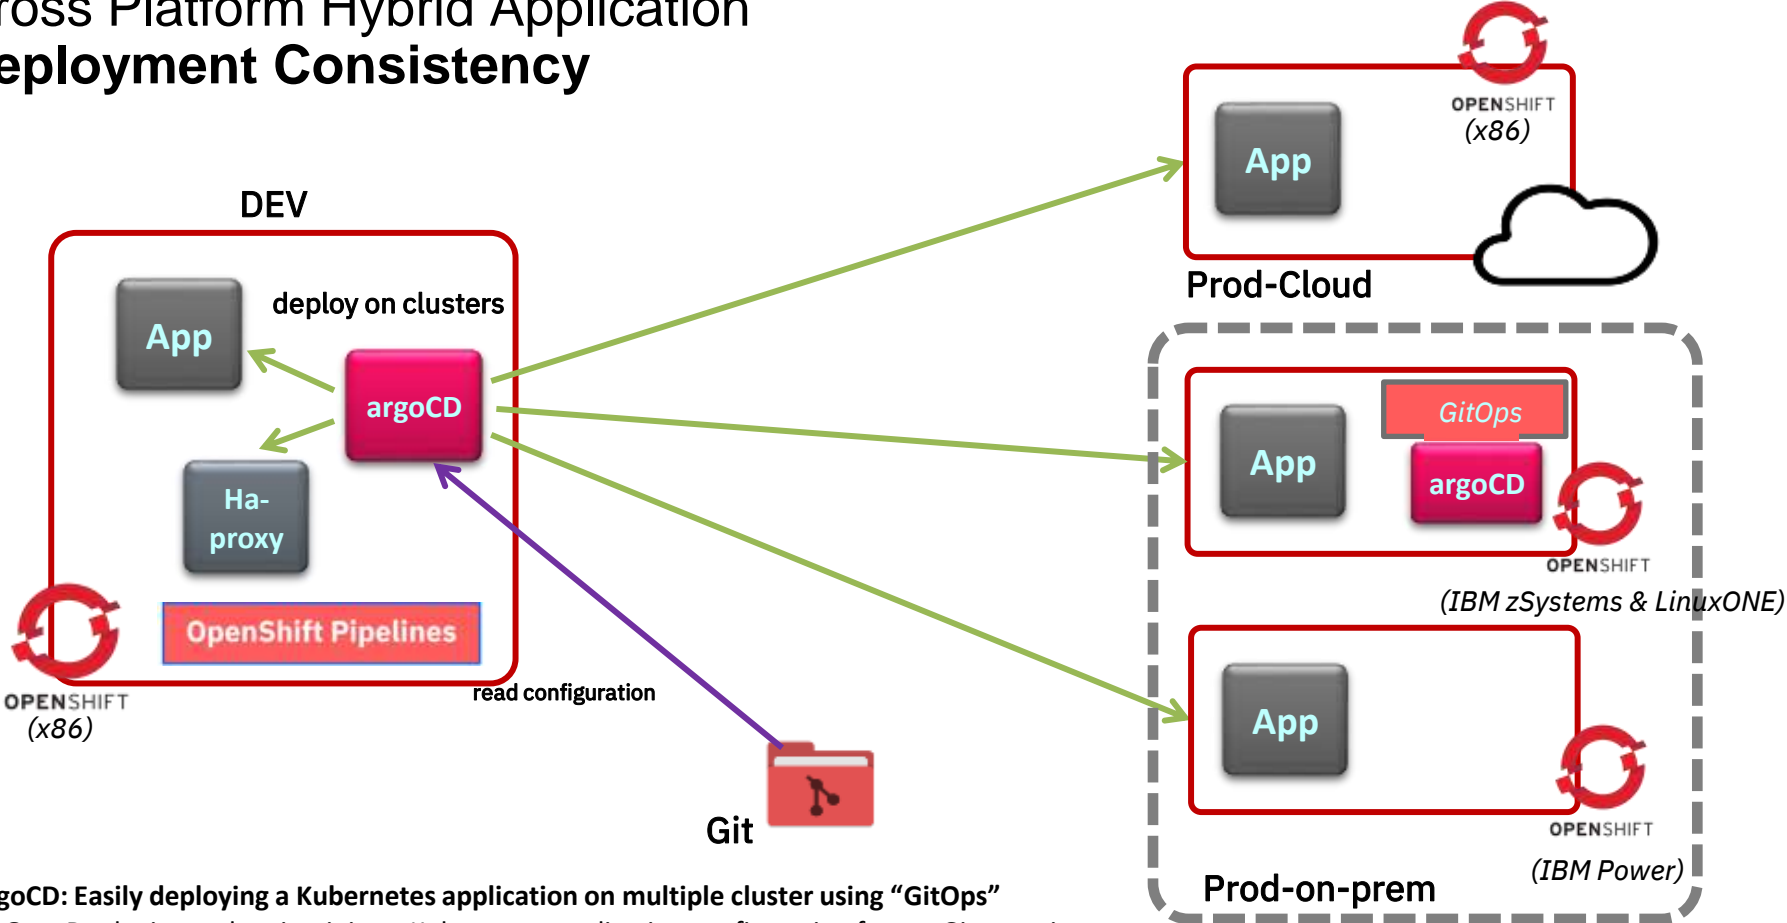 ross Platform Hybrid Application
eployment Consistency
DEV
deploy on clusters
App
argoCD
Ha-
proxy
OpenShift Pipelines
OPENSHIFT
(x86)
read configuration
Git
OPENSHIFT
(x86)
App
Prod-Cloud
App
GitOps
argoCD
OPENSHIFT
(IBM zSystems & LinuxONE)
App
OPENSHIFT
(IBM Power)
Prod-on-prem
goCD: Easily deploying a Kubernetes application on multiple cluster using “GitOps”